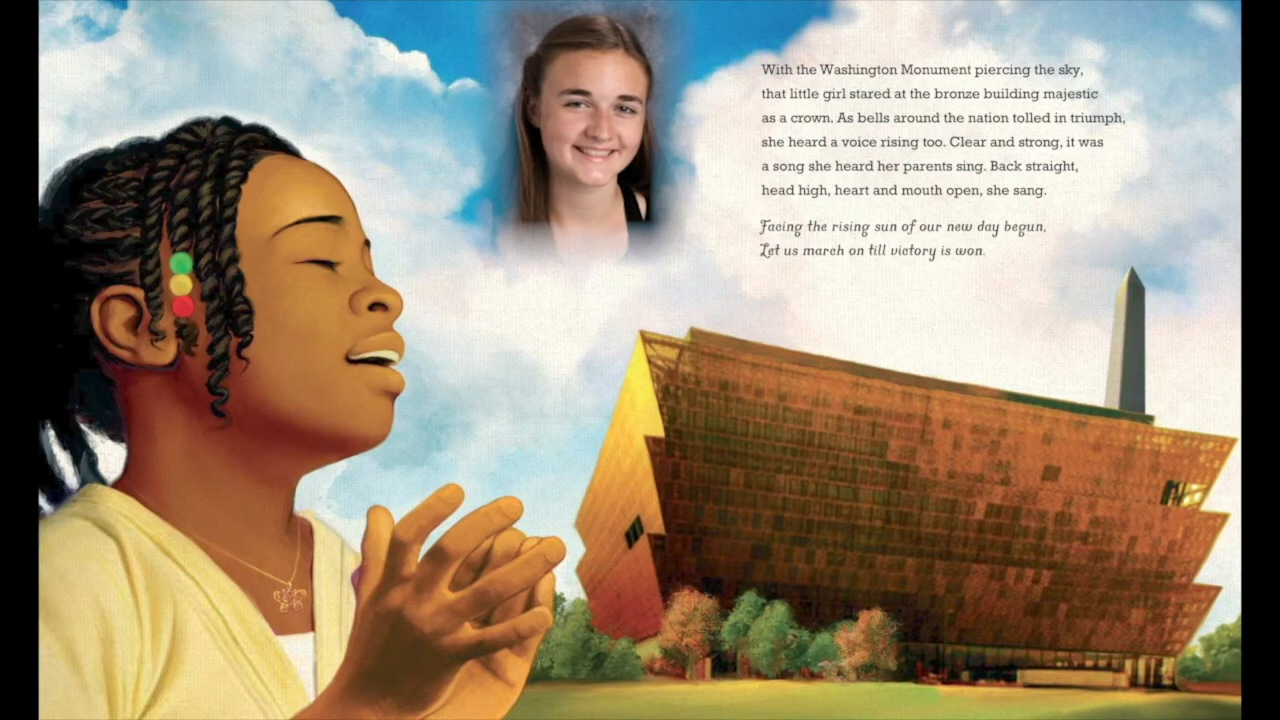 With the Washington Monument piercing the sky,
that little girl stared at the bronze building majestic
as a crown. As bells around the nation tolled in triumph,
she heard a voice rising too. Clear and strong, it was
a song she heard her parents sing. Back straight,
head high, heart and mouth open, she sang.
Facing the rising sun of our new day begun,
Let us march on till victory is won.